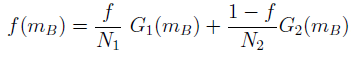 f(m_B) = \frac{f}{N_1} G_1(m_B) + \frac{1-f}{N_2} G_2(m_B)